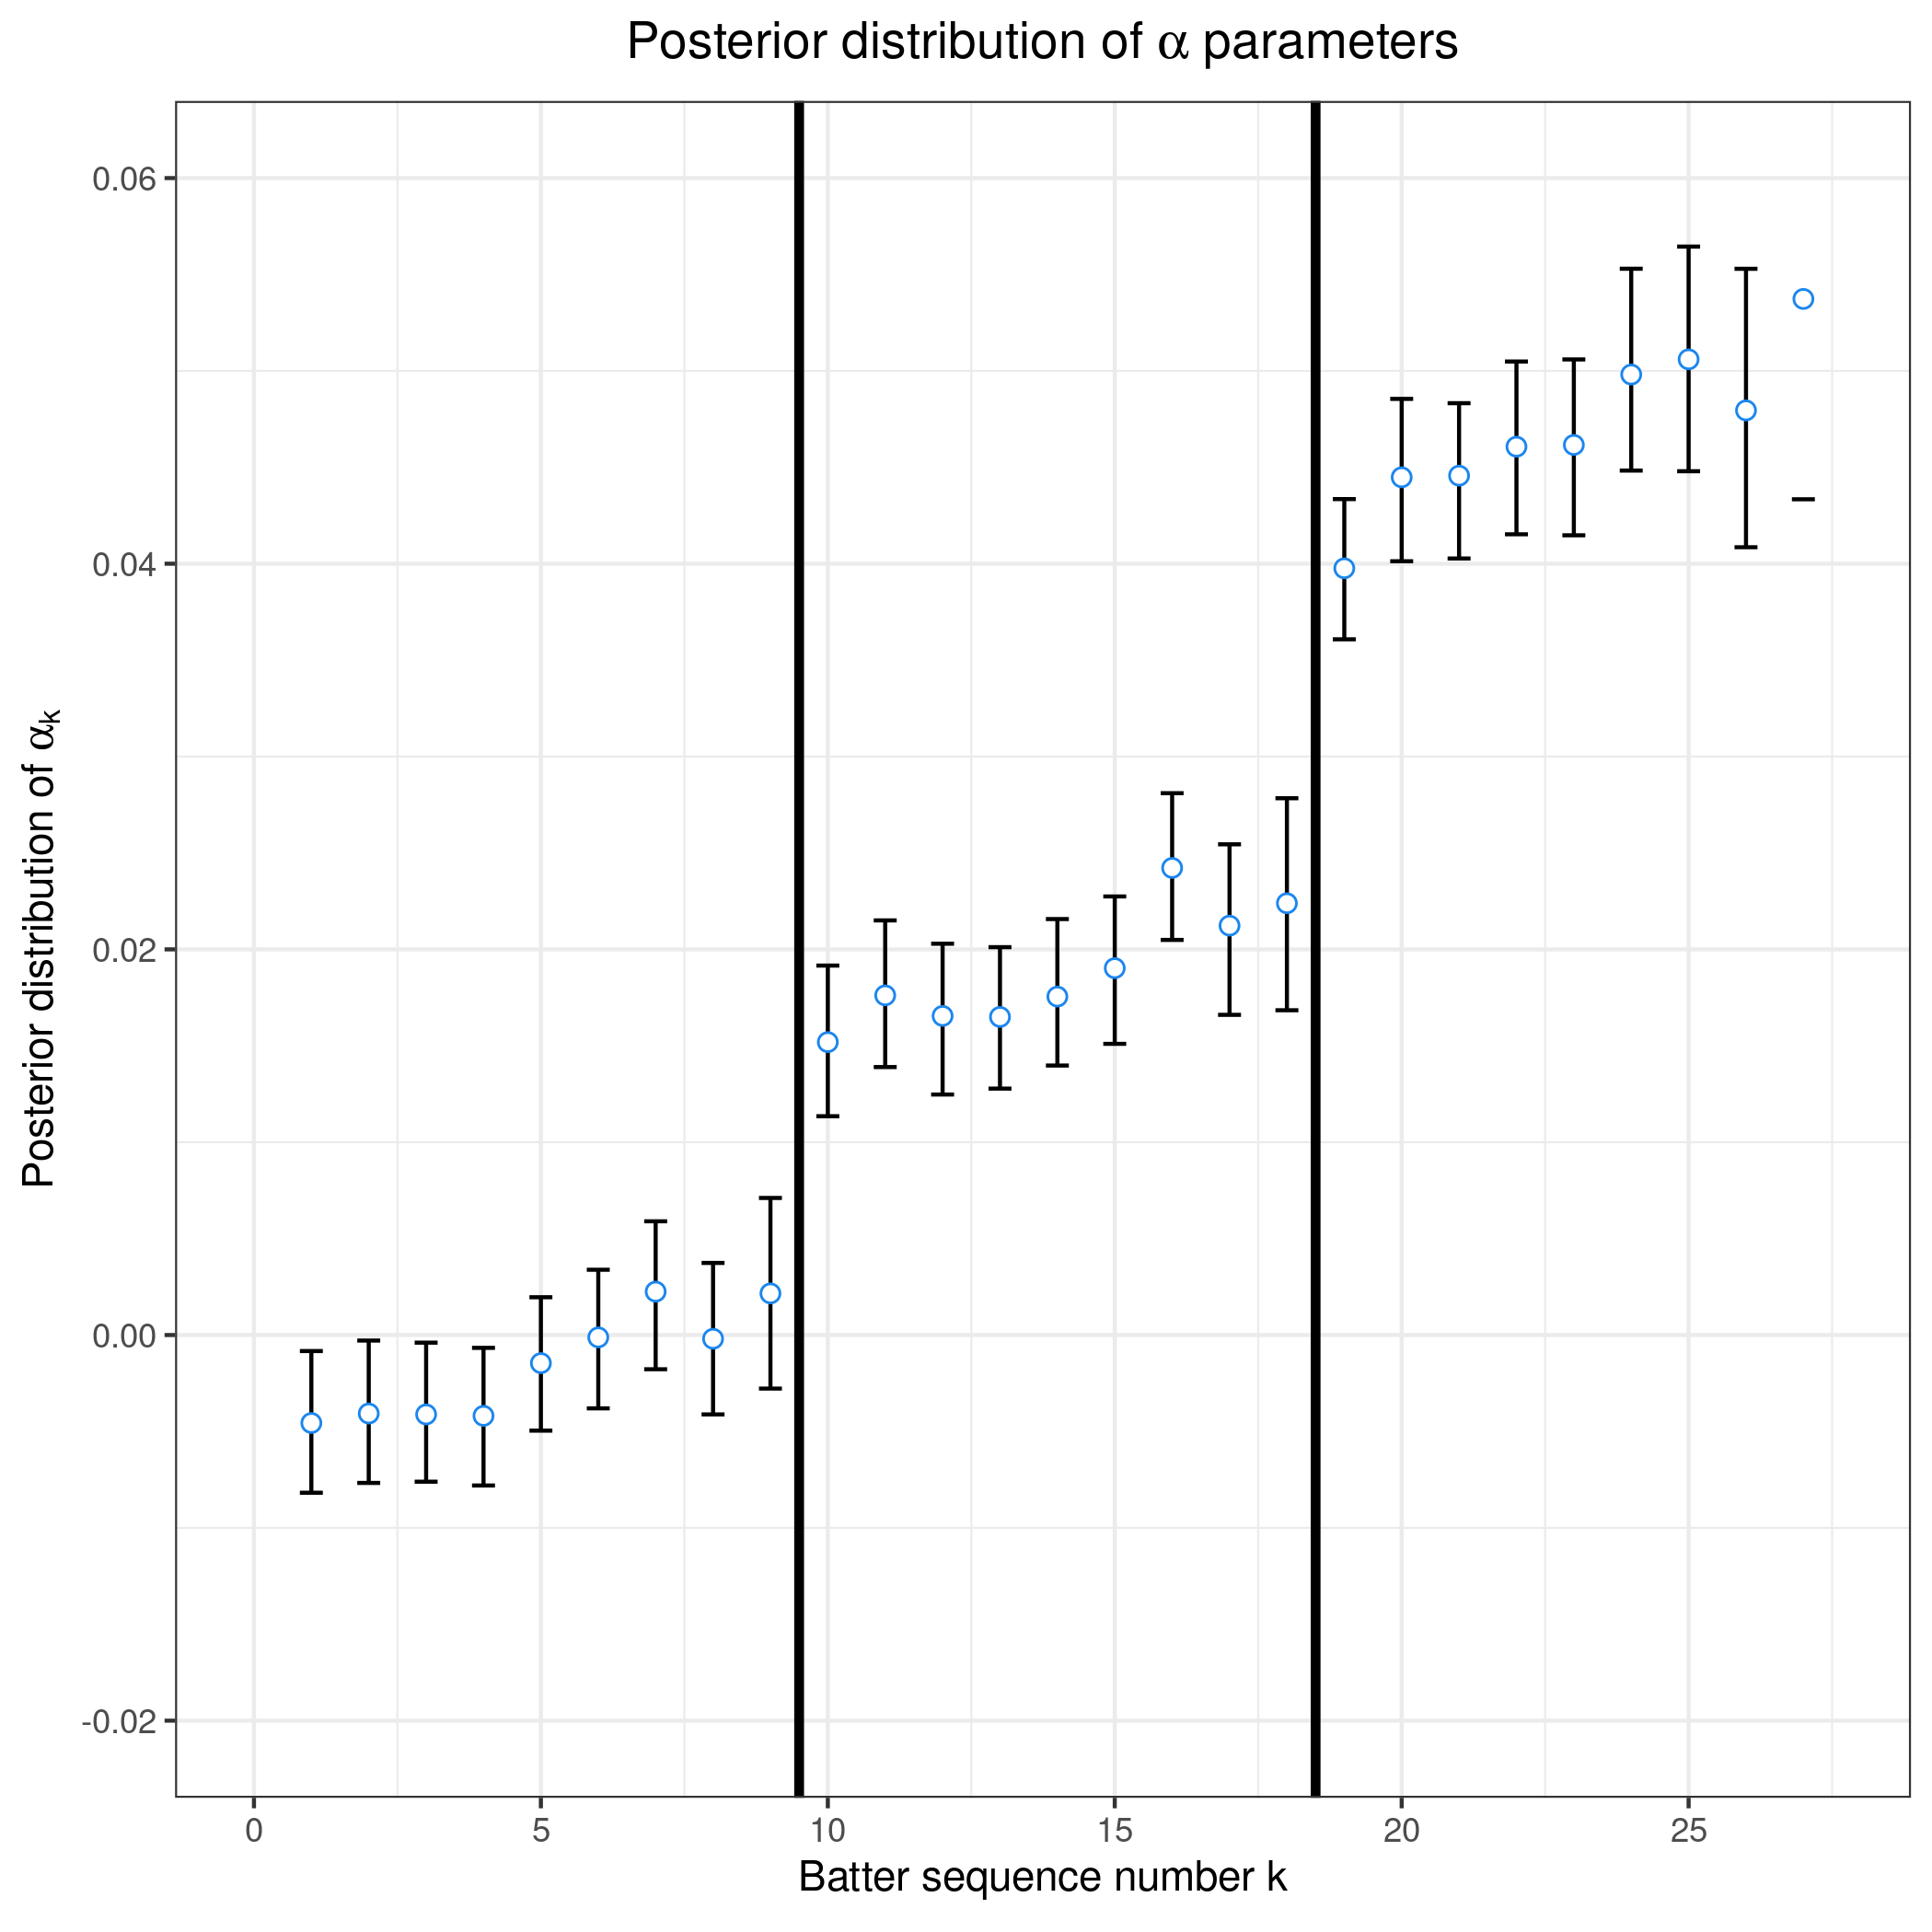 Posterior distribution of α parameters
Posterior distribution of αk
0.06
0.04
0.02
0.00
-0.02
0 5 10 15 20 25
Batter sequence number k